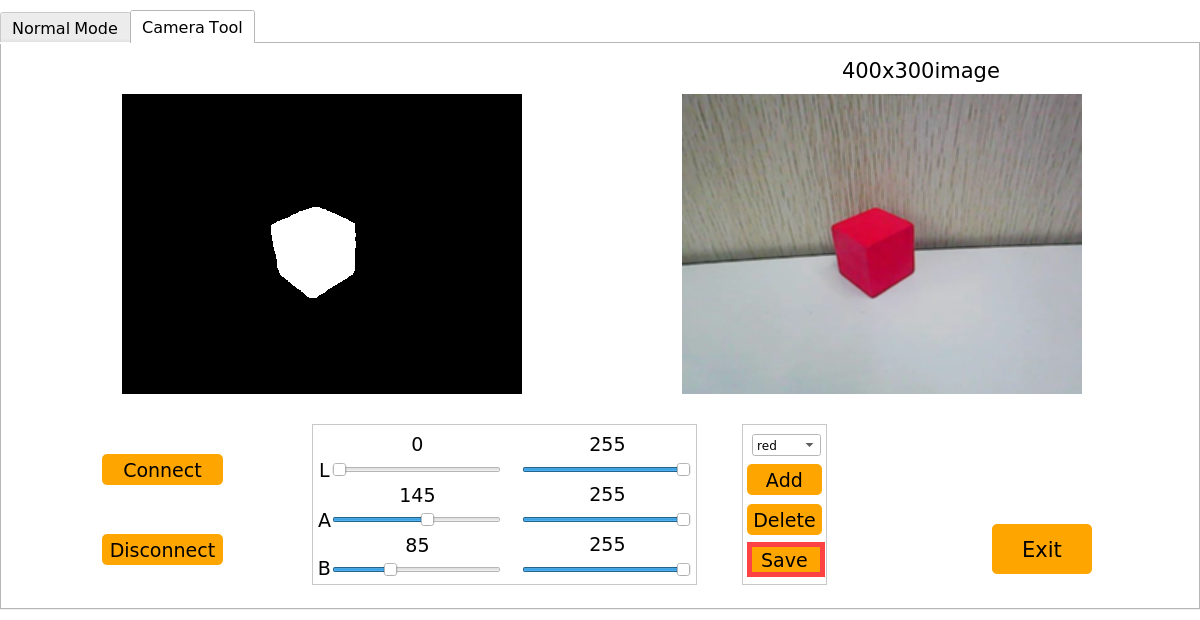 Normal Mode
Camera Tool
400x300image
0
255
L
145
255
A
85
255
B
Connect
Disconnect
red
Add
Delete
Save
Exit